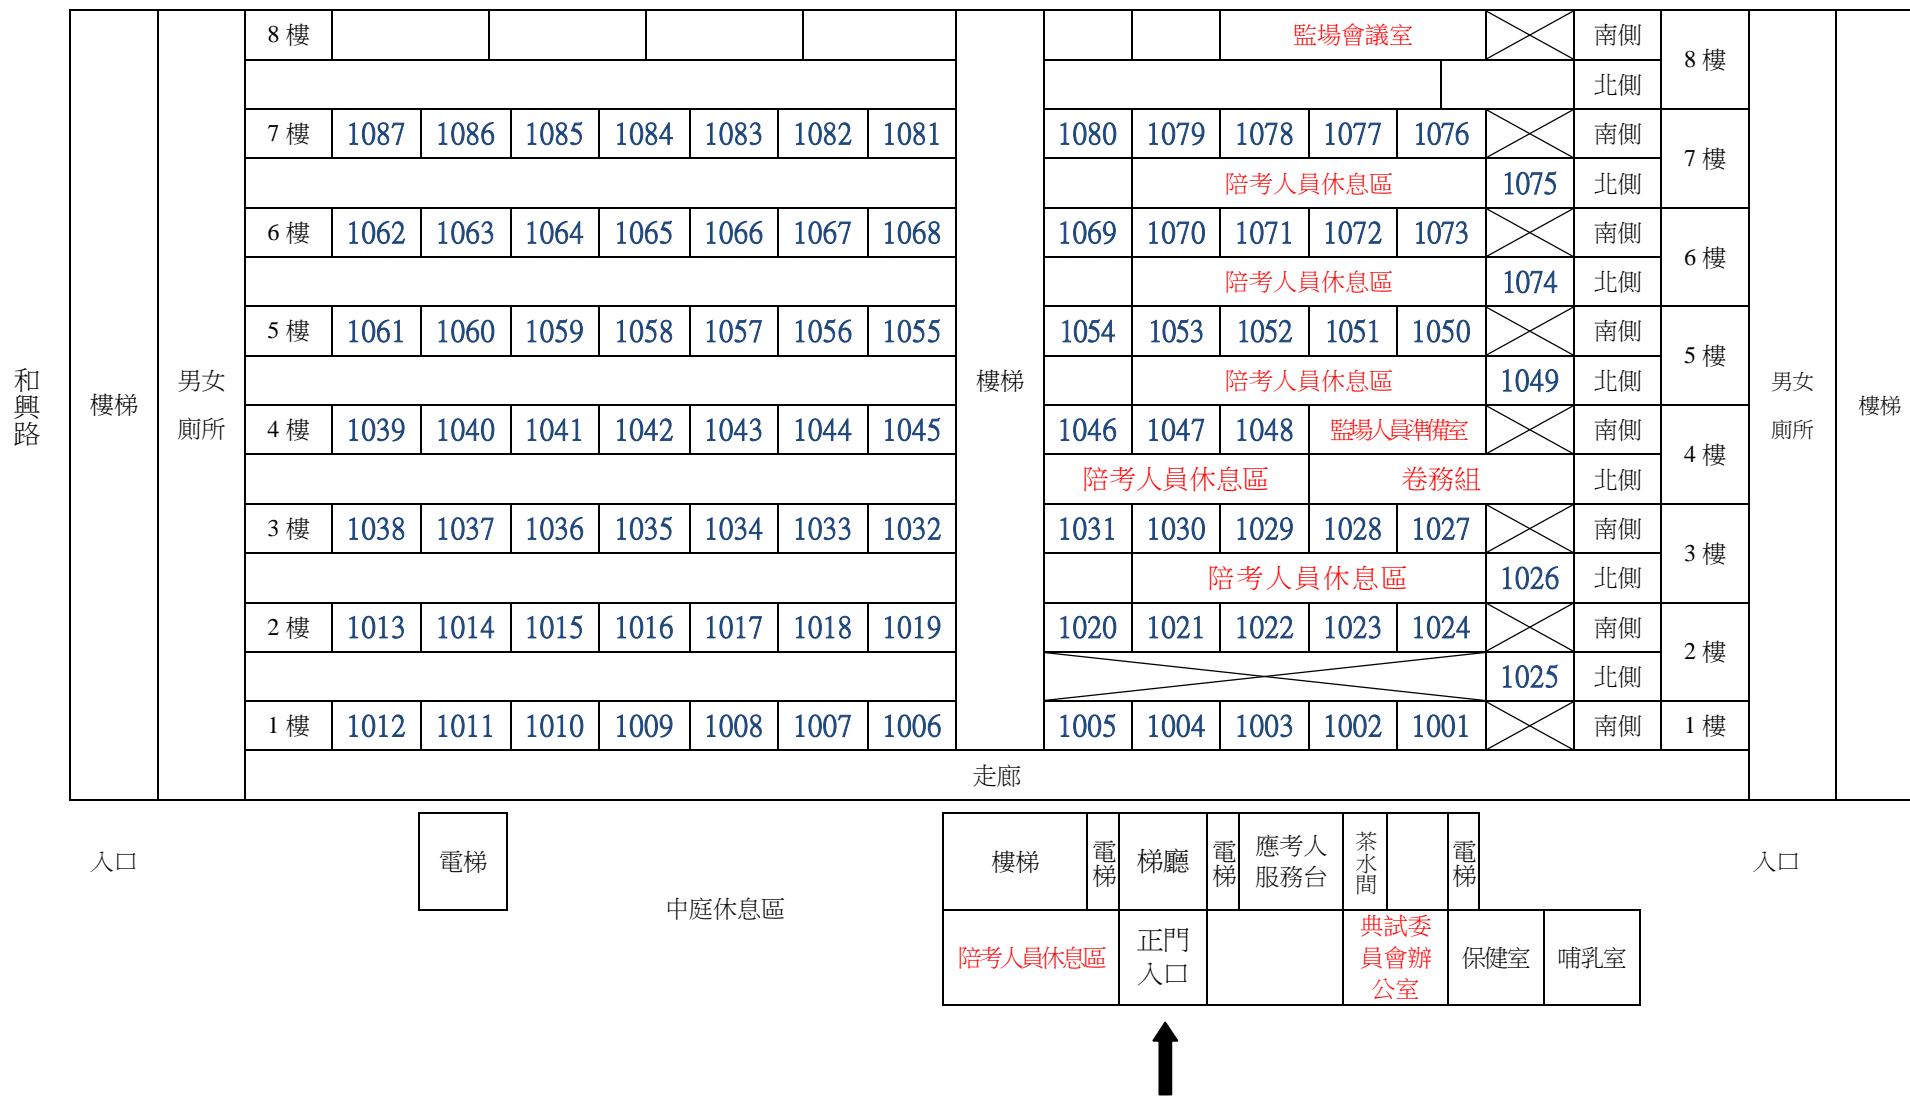 8 樓 監場會議室 南側 8 樓
北側
7 樓 1087 1086 1085 1084 1083 1082 1081 1080 1079 1078 1077 1076 南側 7 樓
陪考人員休息區 1075 北側
6 樓 1062 1063 1064 1065 1066 1067 1068 1069 1070 1071 1072 1073 南側 6 樓
陪考人員休息區 1074 北側
5 樓 1061 1060 1059 1058 1057 1056 1055 1054 1053 1052 1051 1050 南側 5 樓
陪考人員休息區 1049 北側
和興路 樓梯 男女 樓梯 男女 樓梯
廁所 廁所
4 樓 1039 1040 1041 1042 1043 1044 1045 1046 1047 1048 監場人員準備室 南側 4 樓
陪考人員休息區 卷務組 北側
3 樓 1038 1037 1036 1035 1034 1033 1032 1031 1030 1029 1028 1027 南側 3 樓
陪考人員休息區 1026 北側
2 樓 1013 1014 1015 1016 1017 1018 1019 1020 1021 1022 1023 1024 南側 2 樓
1025 北側
1 樓 1012 1011 1010 1009 1008 1007 1006 1005 1004 1003 1002 1001 南側 1 樓
走廊
入口 電梯 樓梯 電梯 梯廳 電梯 應考人 茶水間 電梯 入口
服務台
中庭休息區
陪考人員休息區 正門 典試委 保健室 哺乳室
入口 員會辦
公室